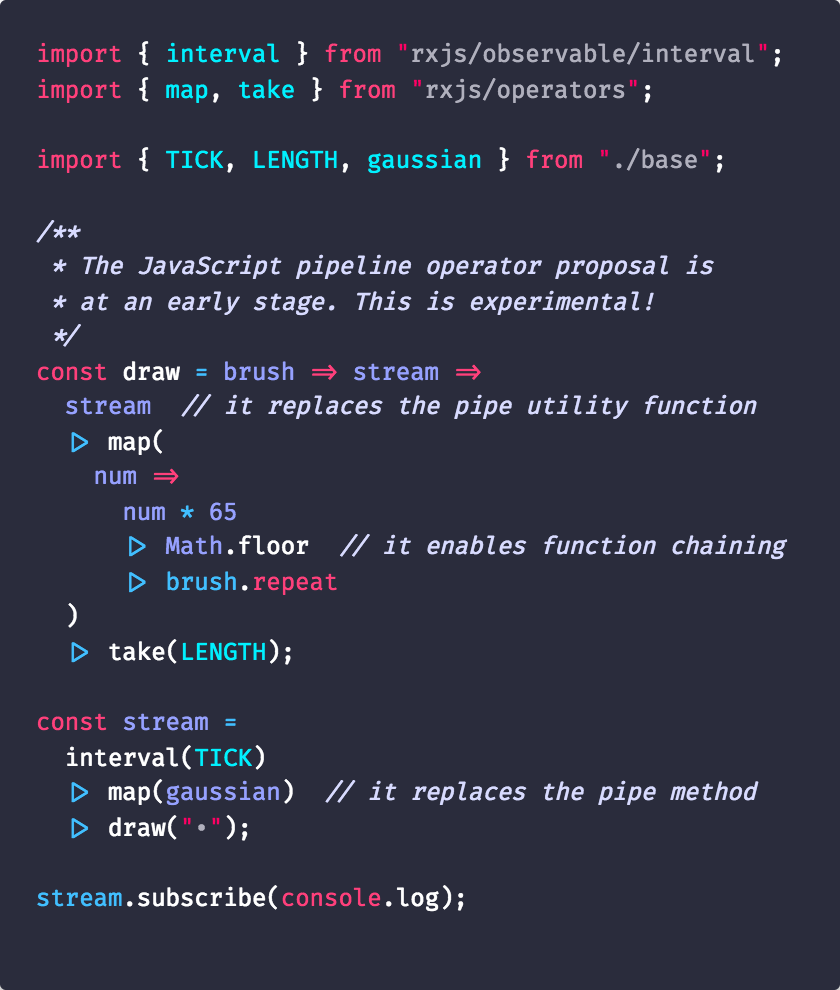 import { interval } from "rxjs/observable/interval";
import { map, take } from "rxjs/operators";

import { TICK, LENGTH, gaussian } from "./base";

/**
 * The JavaScript pipeline operator proposal is
 * at an early stage. This is experimental!
 */
const draw = brush => stream =>
  stream  // it replaces the pipe utility function
  |> map(
    num =>
      num * 65
      |> Math.floor  // it enables function chaining
      |> brush.repeat
  )
  |> take(LENGTH);

const stream =
  interval(TICK)
  |> map(gaussian)  // it replaces the pipe method
  |> draw("•");

stream.subscribe(console.log);